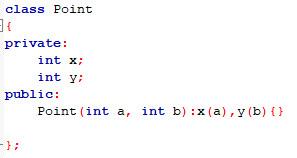 class Point
{
private:
    int x;
    int y;
public:
    Point(int a, int b):x(a),y(b){}
};